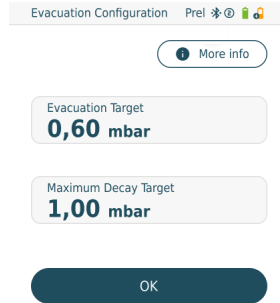 Evacuation Configuration Prel
More info
Evacuation Target
0,60 mbar
Maximum Decay Target
1,00 mbar
OK